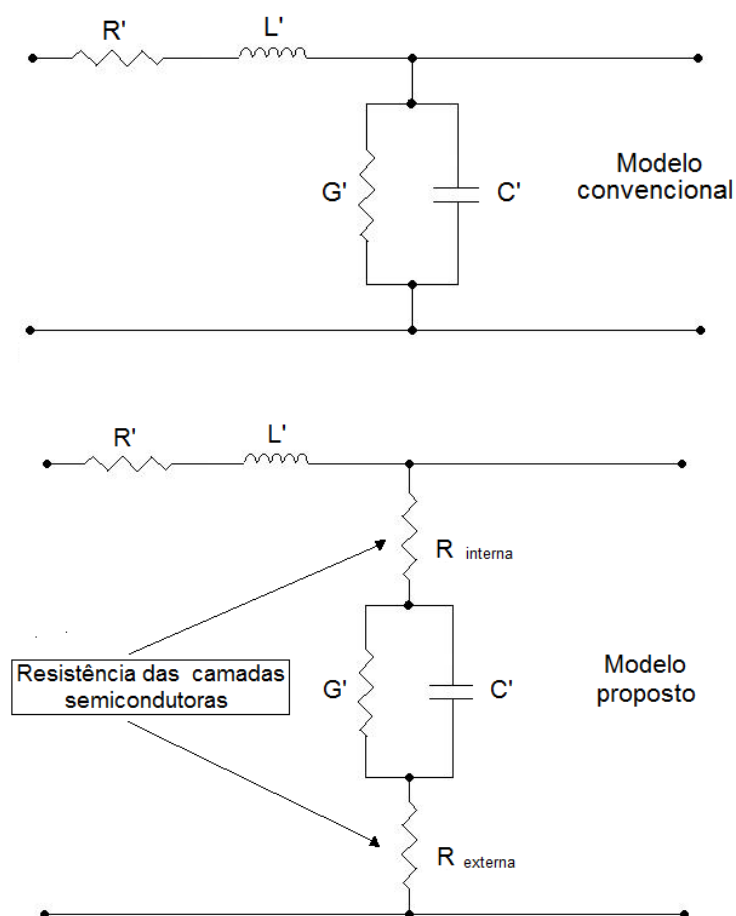 R' L'
G' C'
Modelo
convencional
R' L'
R interna
Resistência das camadas
semicondutoras
G' C'
Modelo
proposto
R externa